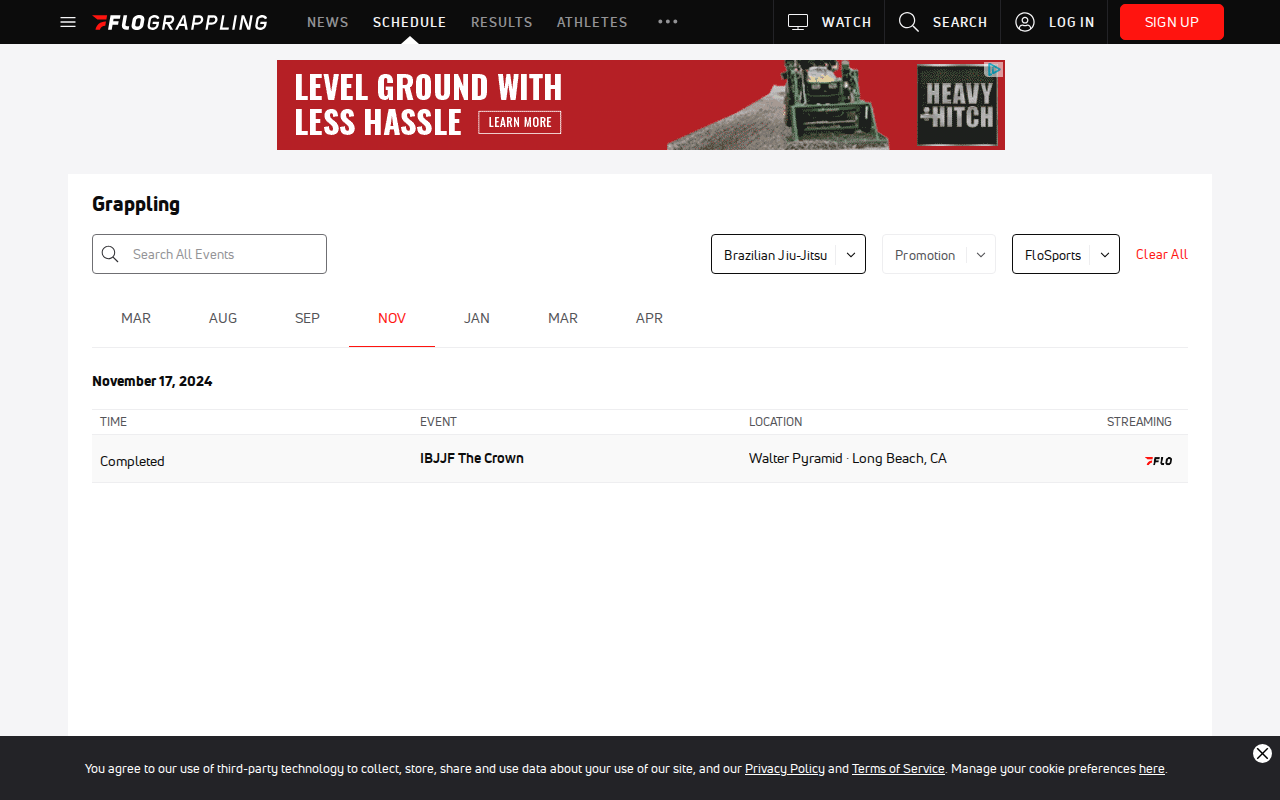 FLOGRAPPLING NEWS SCHEDULE RESULTS ATHLETES WATCH SEARCH LOG IN SIGN UP
LEVEL GROUND WITH
LESS HASSLE LEARN MORE
HEAVY
HITCH
Grappling
Search All Events Brazilian Jiu-Jitsu Promotion FloSports Clear All
MAR AUG SEP NOV JAN MAR APR
November 17, 2024
TIME EVENT LOCATION STREAMING
Completed IBJJF The Crown Walter Pyramid · Long Beach, CA FLO
You agree to our use of third-party technology to collect, store, share and use data about your use of our site, and our Privacy Policy and Terms of Service. Manage your cookie preferences here.